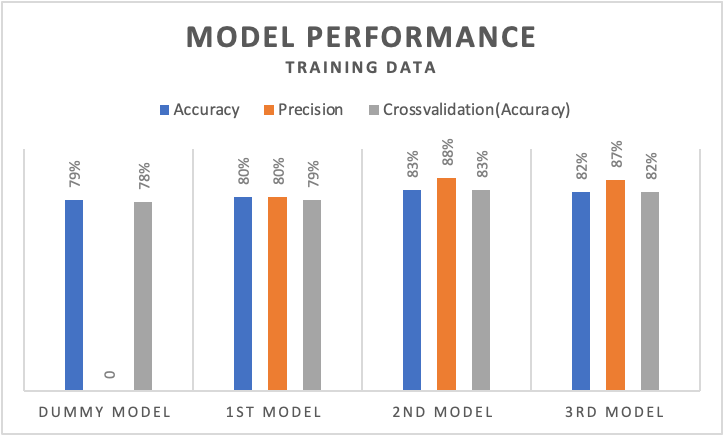 MODEL PERFORMANCE
TRAINING DATA
Accuracy Precision Crossvalidation(Accuracy)
79% 0 78% 80% 80% 79% 83% 88% 83% 82% 87% 82%
DUMMY MODEL 1ST MODEL 2ND MODEL 3RD MODEL